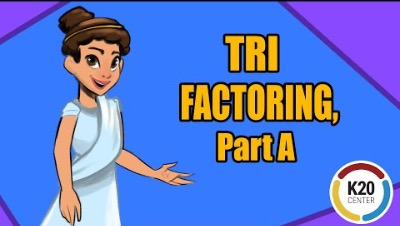 TRI
FACTORING,
Part A
K20
CENTER